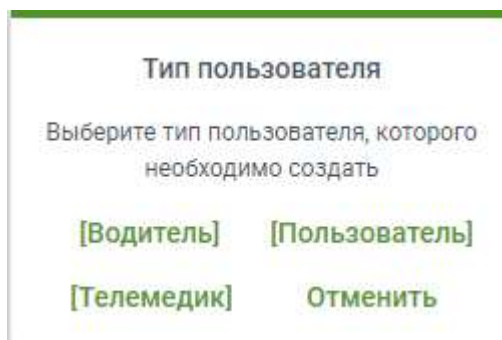 Тип пользователя
Выберите тип пользователя, которого
необходимо создать
[Водитель] [Пользователь]
[Телемедик] Отменить